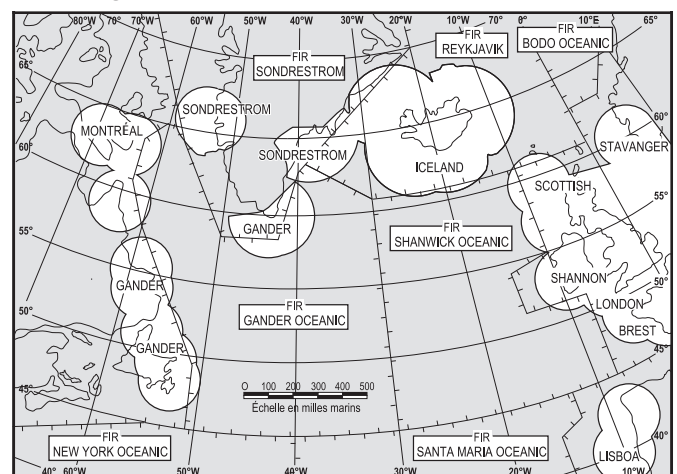 80°W 70°W 60°W 50°W 40°W 30°W 20°W 10°W 0° 10°E 65°
FIR
REYKJAVIK
FIR
BODO OCEANIC
FIR
SONDRESTROM
65°
SONDRESTROM
60°
MONTRÉAL
STAVANGER
60°
SONDRESTROM
ICELAND
SCOTTISH
55°
55°
GANDER
FIR
SHANWICK OCEANIC
SHANNON
50°
GANDER
50°
FIR
GANDER OCEANIC
LONDON
BREST
GANDER
45°
45°
0 100 200 300 400 500
Échelle en milles marins
40°
FIR
NEW YORK OCEANIC
FIR
SANTA MARIA OCEANIC
LISBOA
40° 60°W 50°W 40°W 30°W 20°W 10°W